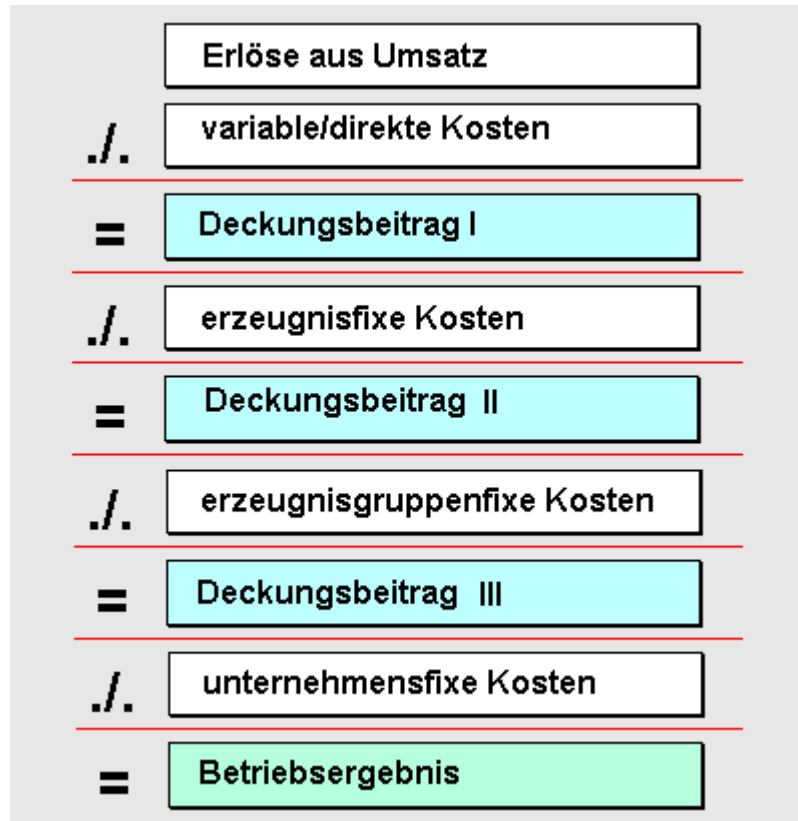 Erlöse aus Umsatz
./. variable/direkte Kosten
= Deckungsbeitrag I
./. erzeugnisfixe Kosten
= Deckungsbeitrag II
./. erzeugnisgruppenfixe Kosten
= Deckungsbeitrag III
./. unternehmensfixe Kosten
= Betriebsergebnis